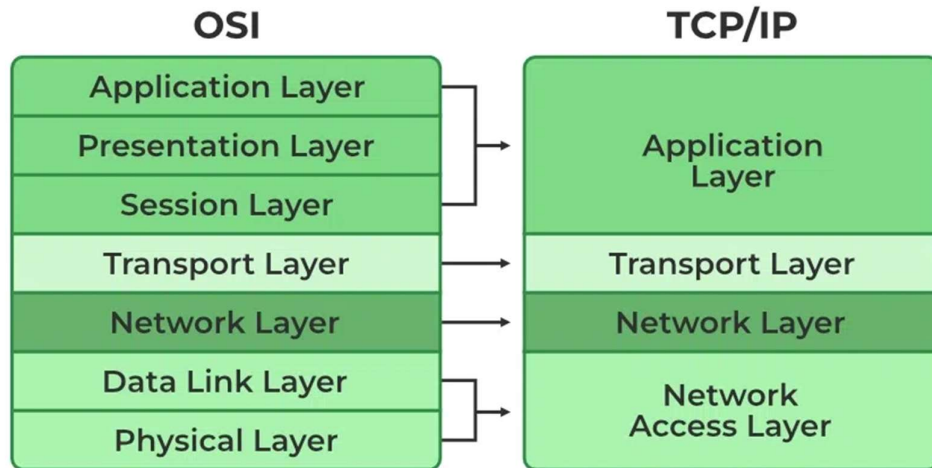 OSI
Application Layer
Presentation Layer
Session Layer
Transport Layer
Network Layer
Data Link Layer
Physical Layer
TCP/IP
Application
Layer
Transport Layer
Network Layer
Network
Access Layer